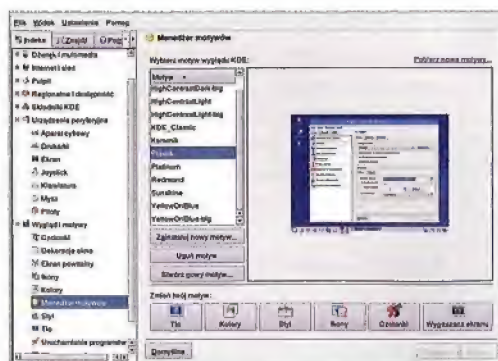 Plik Widok Ustawienia Pomoc
Indeks Znajdź
Dźwięk i multimedia
Internet i sieć
Pulpit
Regionalne i dostępność
Składniki KDE
Urządzenia peryferyjne
Aparat cyfrowy
Drukarki
Ekran
Joystick
Klawiatura
Mysz
Piloty
Wygląd i motywy
Czcionki
Dekoracje okna
Ekran powitalny
Ikony
Kolory
Menedżer motywów
Styl
Tło
Uruchamianie programów
Menedżer motywów
Wybierz motyw wyglądu KDE:
Pobierz nowe motywy...
Motyw
HighContrastDark-big
HighContrastLight
HighContrastLight-big
KDE_Classic
Keramik
Plastik
Platinum
Redmond
Sunshine
YellowOnBlue
YellowOnBlue-big
Zainstaluj nowy motyw...
Usuń motyw
Stwórz nowy motyw...
Zmień twój motyw:
Tło Kolory Styl Ikony Czcionki Wygaszacz ekranu
Domyślne